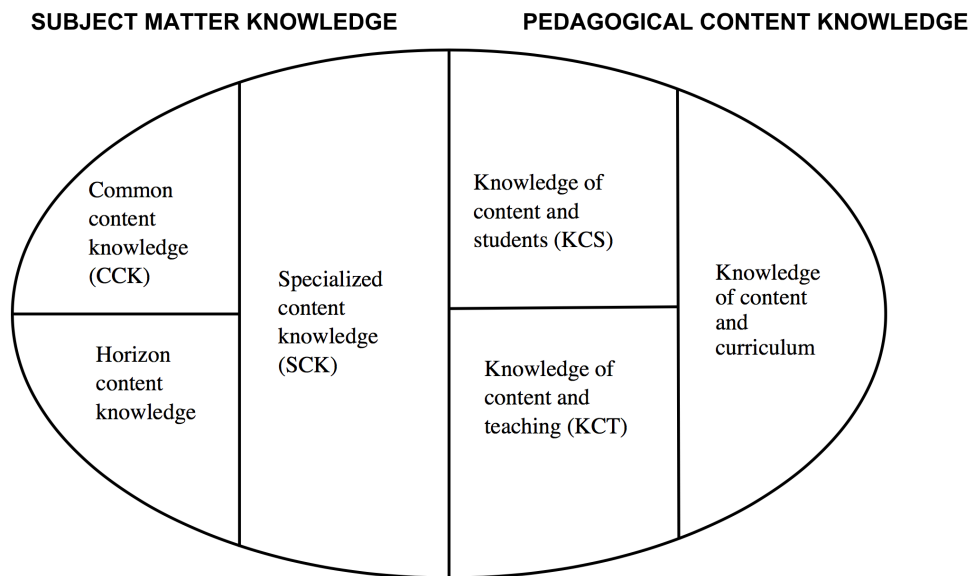 SUBJECT MATTER KNOWLEDGE
PEDAGOGICAL CONTENT KNOWLEDGE
Common
content
knowledge
(CCK)
Horizon
content
knowledge
Specialized
content
knowledge
(SCK)
Knowledge of
content and
students (KCS)
Knowledge of
content and
teaching (KCT)
Knowledge
of content
and
curriculum